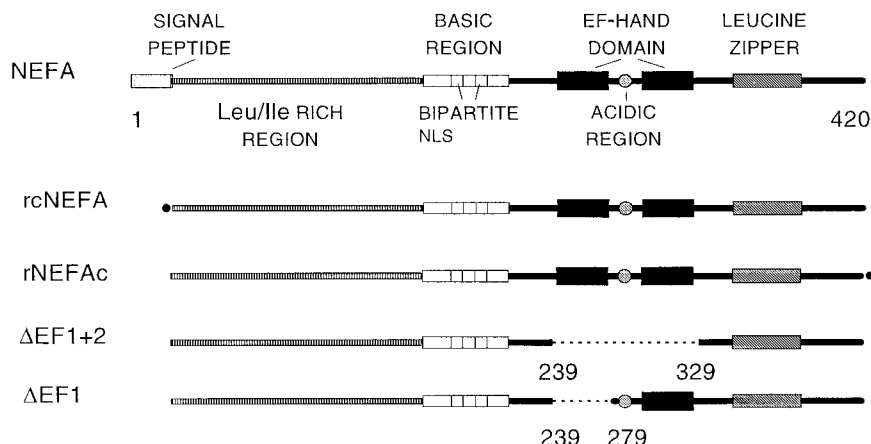 SIGNAL PEPTIDE
BASIC REGION
EF-HAND DOMAIN
LEUCINE ZIPPER
NEFA
1
Leu/Ile RICH REGION
BIPARTITE NLS
ACIDIC REGION
420
rcNEFA
rNEFAc
ΔEF1+2
239 329
ΔEF1
239 279